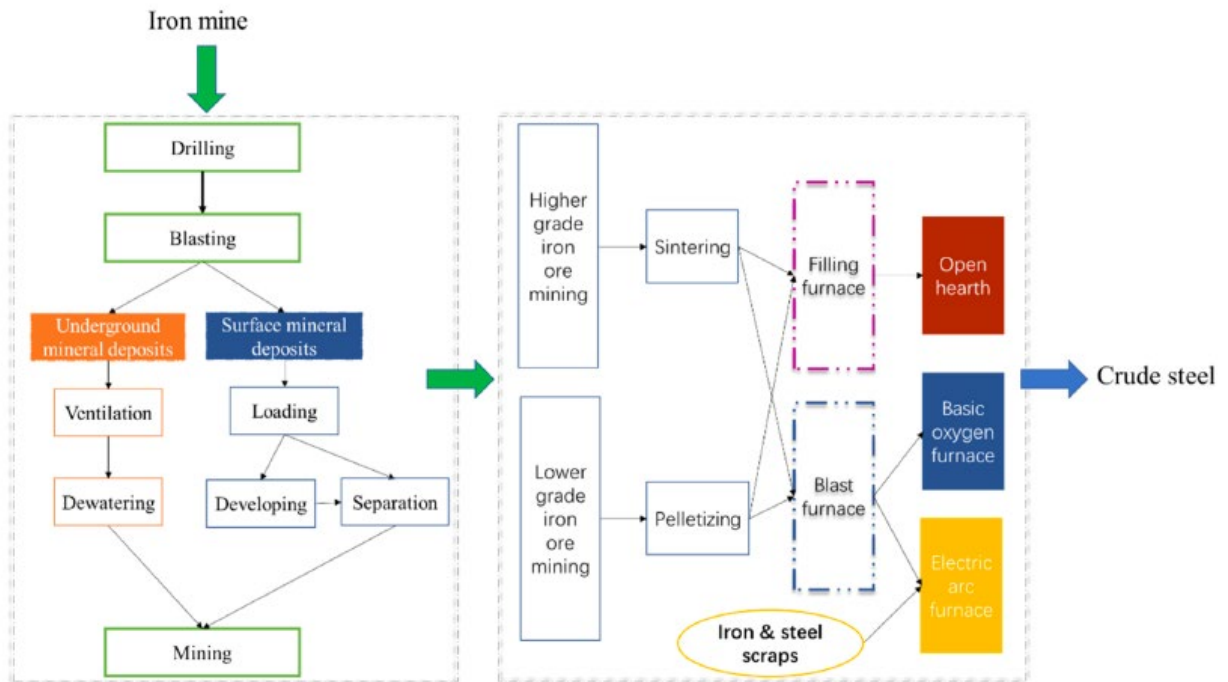 Iron mine
Drilling
Blasting
Underground
mineral deposits
Surface mineral
deposits
Ventilation
Loading
Dewatering
Developing
Separation
Mining
Higher
grade
iron
ore
mining
Lower
grade
iron
ore
mining
Sintering
Pelletizing
Filling
furnace
Blast
furnace
Iron & steel
scraps
Open
hearth
Basic
oxygen
furnace
Electric
arc
furnace
Crude steel